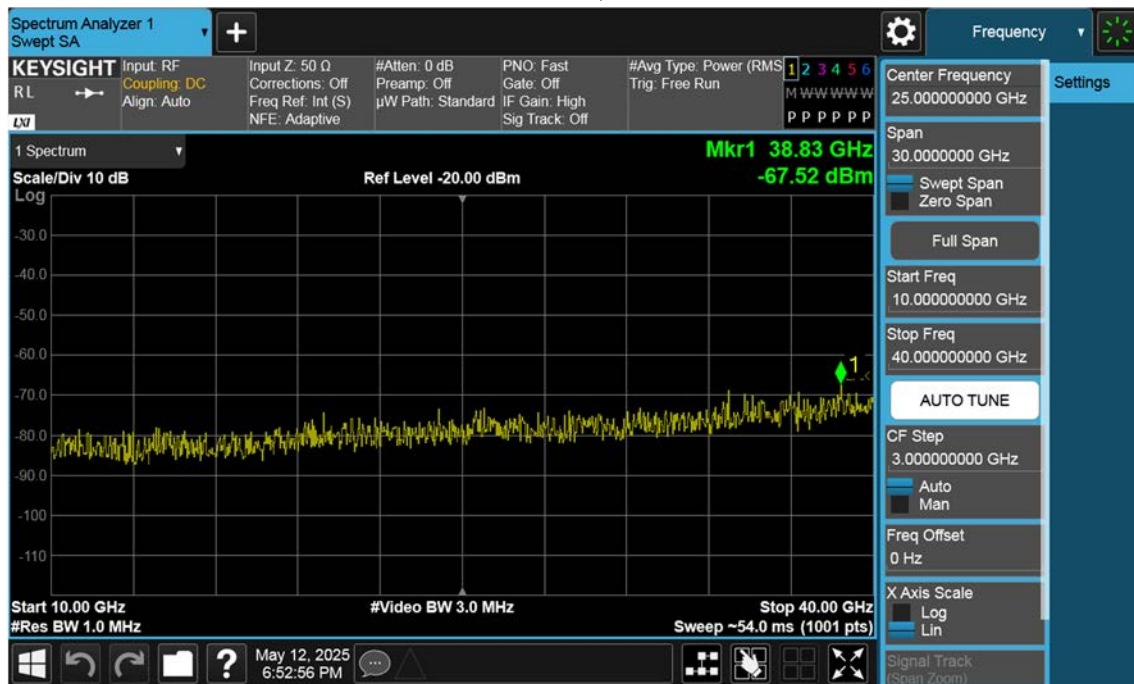 Spectrum Analyzer 1
Swept SA
Frequency
KEYSIGHT
RL
LXI
Input: RF
Coupling: DC
Align: Auto
Input Z: 50 Ω
Corrections: Off
Freq Ref: Int (S)
NFE: Adaptive
#Atten: 0 dB
Preamp: Off
µW Path: Standard
PNO: Fast
Gate: Off
IF Gain: High
Sig Track: Off
#Avg Type: Power (RMS
Trig: Free Run
1 2 3 4 5 6
M W W W W W
P P P P P P
1 Spectrum
Mkr1 38.83 GHz
-67.52 dBm
Scale/Div 10 dB
Ref Level -20.00 dBm
Log
-30.0
-40.0
-50.0
-60.0
-70.0
-80.0
-90.0
-100
-110
1
Start 10.00 GHz
#Video BW 3.0 MHz
Stop 40.00 GHz
#Res BW 1.0 MHz
Sweep ~54.0 ms (1001 pts)
Center Frequency
25.000000000 GHz
Settings
Span
30.0000000 GHz
Swept Span
Zero Span
Full Span
Start Freq
10.000000000 GHz
Stop Freq
40.000000000 GHz
AUTO TUNE
CF Step
3.000000000 GHz
Auto
Man
Freq Offset
0 Hz
X Axis Scale
Log
Lin
Signal Track
(Span Zoom)
?
May 12, 2025
6:52:56 PM